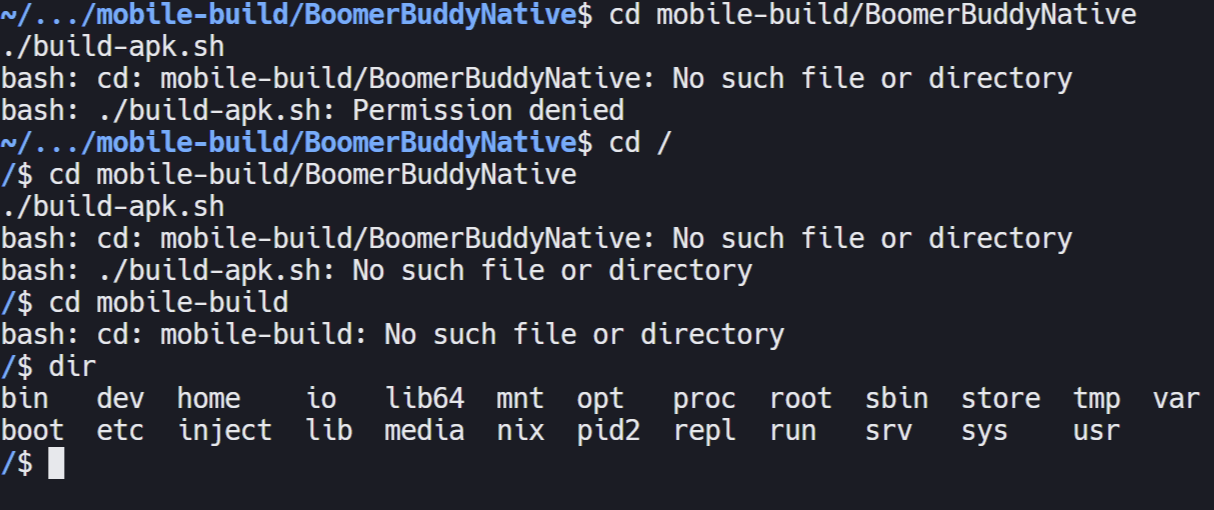 ~/.../mobile-build/BoomerBuddyNative$ cd mobile-build/BoomerBuddyNative
./build-apk.sh
bash: cd: mobile-build/BoomerBuddyNative: No such file or directory
bash: ./build-apk.sh: Permission denied
~/.../mobile-build/BoomerBuddyNative$ cd /
/$ cd mobile-build/BoomerBuddyNative
./build-apk.sh
bash: cd: mobile-build/BoomerBuddyNative: No such file or directory
bash: ./build-apk.sh: No such file or directory
/$ cd mobile-build
bash: cd: mobile-build: No such file or directory
/$ dir
bin   dev  home    io   lib64  mnt  opt   proc  root  sbin  store  tmp  var
boot  etc  inject  lib  media  nix  pid2  repl  run   srv   sys    usr
/$